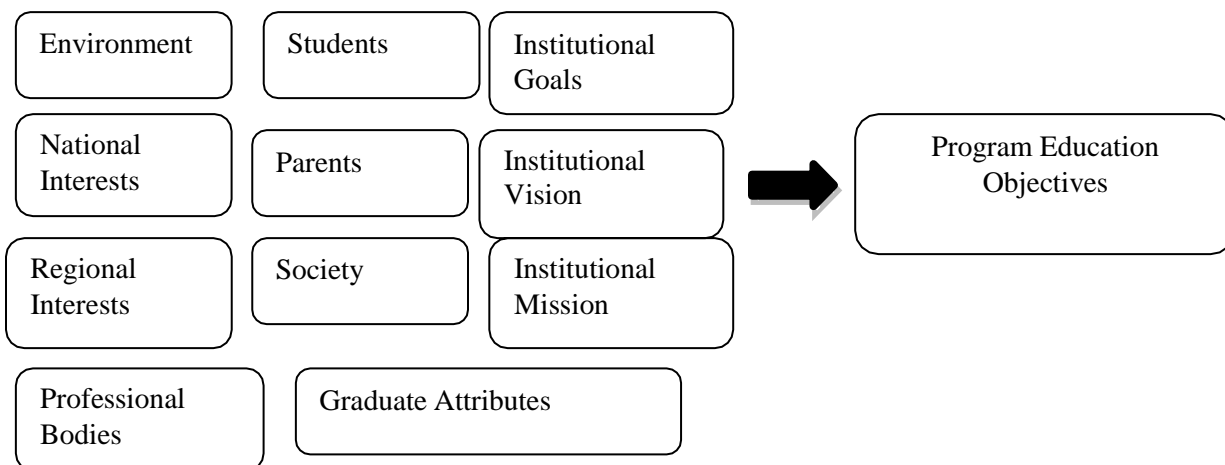 Environment
Students
Institutional
Goals
National
Interests
Parents
Institutional
Vision
Program Education
Objectives
Regional
Interests
Society
Institutional
Mission
Professional
Bodies
Graduate Attributes